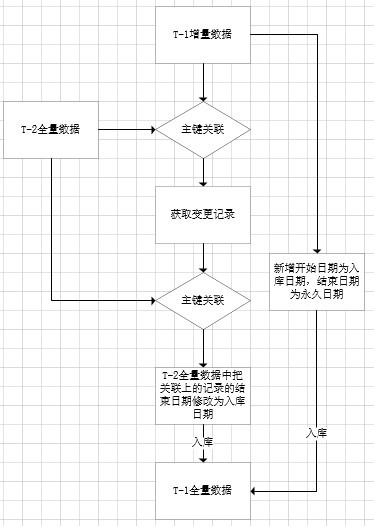 T-1增量数据
T-2全量数据
主键关联
获取变更记录
主键关联
新增开始日期为入
库日期，结束日期
为永久日期
T-2全量数据中把
关联上的记录的结
束日期修改为入库
日期
入库
入库
T-1全量数据